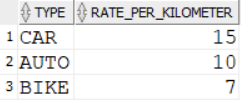 TYPE RATE_PER_KILOMETER
1 CAR 15
2 AUTO 10
3 BIKE 7